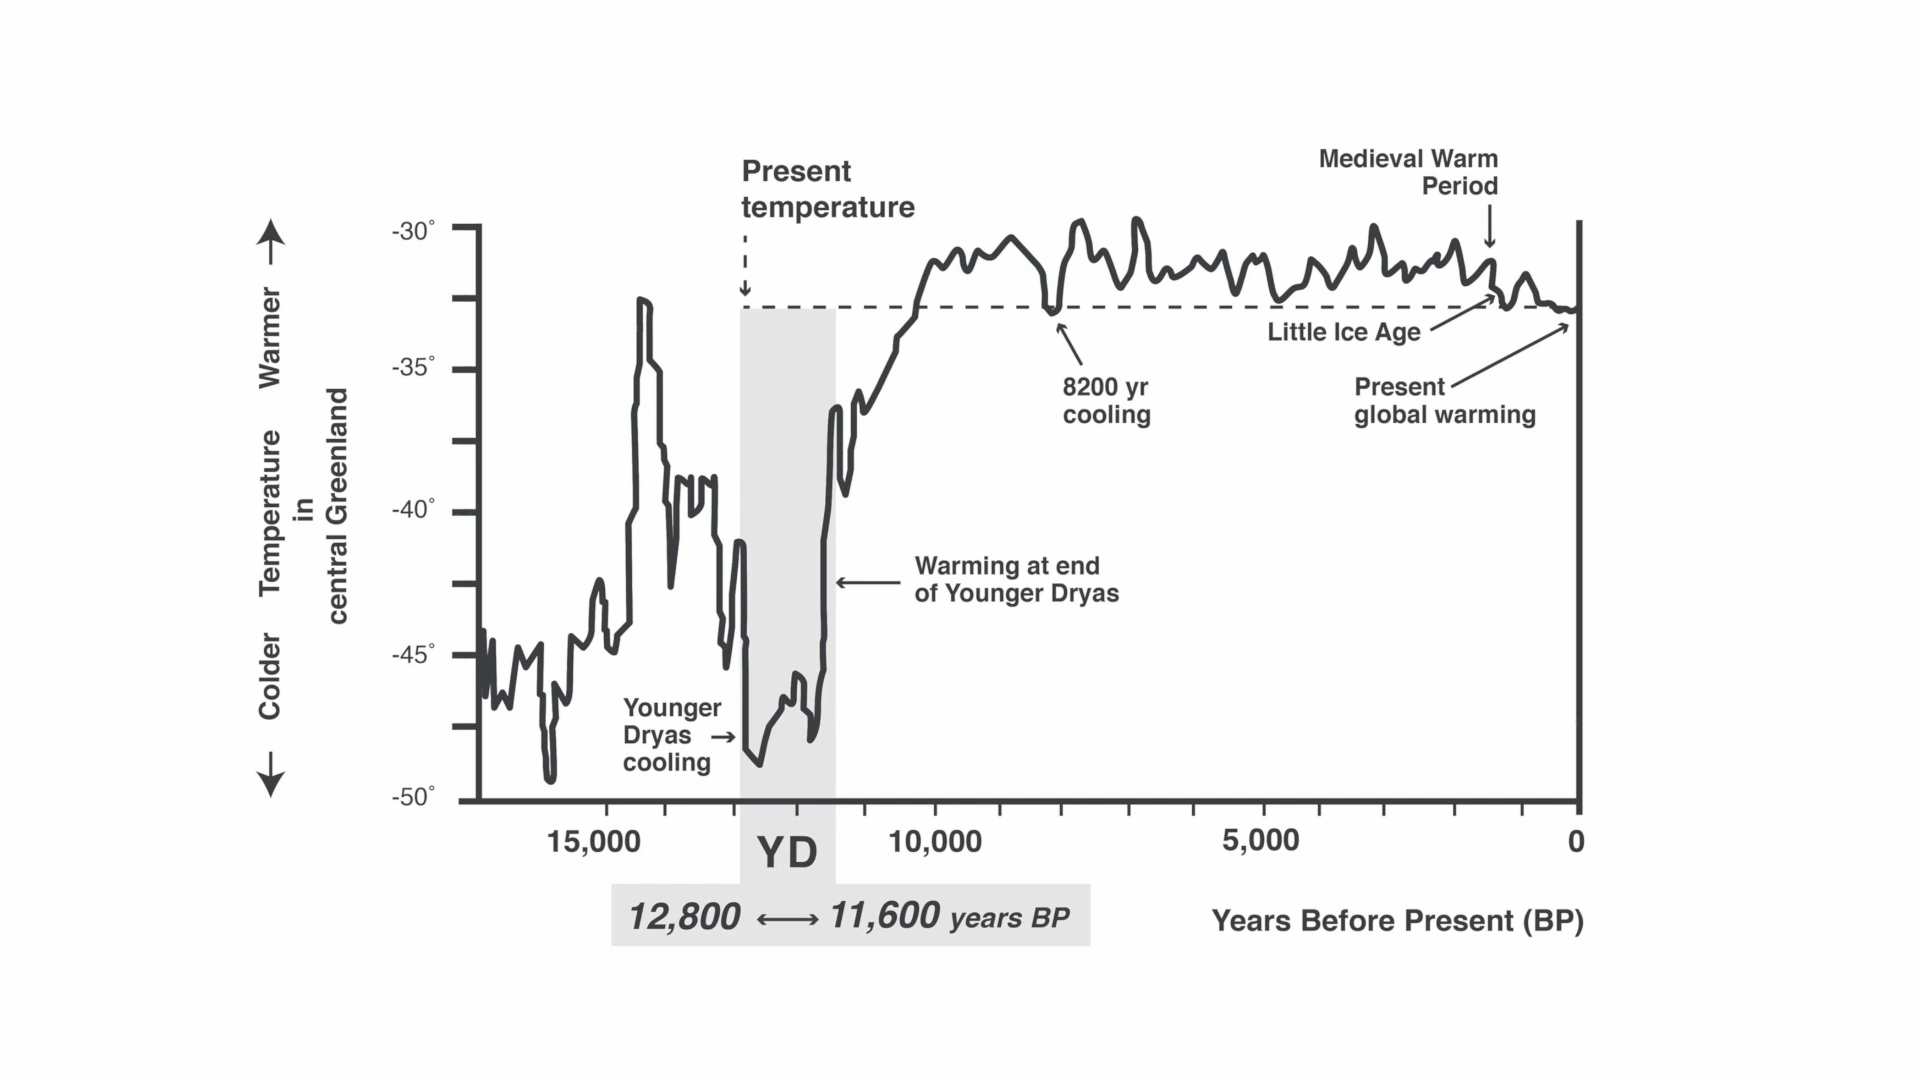 Medieval Warm
Period
Present
temperature
-30°
-35°
-40°
-45°
-50°
Colder Temperature Warmer
in
central Greenland
Little Ice Age
8200 yr
cooling
Present
global warming
Warming at end
of Younger Dryas
Younger
Dryas
cooling
15,000
YD
10,000
5,000
0
12,800 ⟷ 11,600 years BP
Years Before Present (BP)